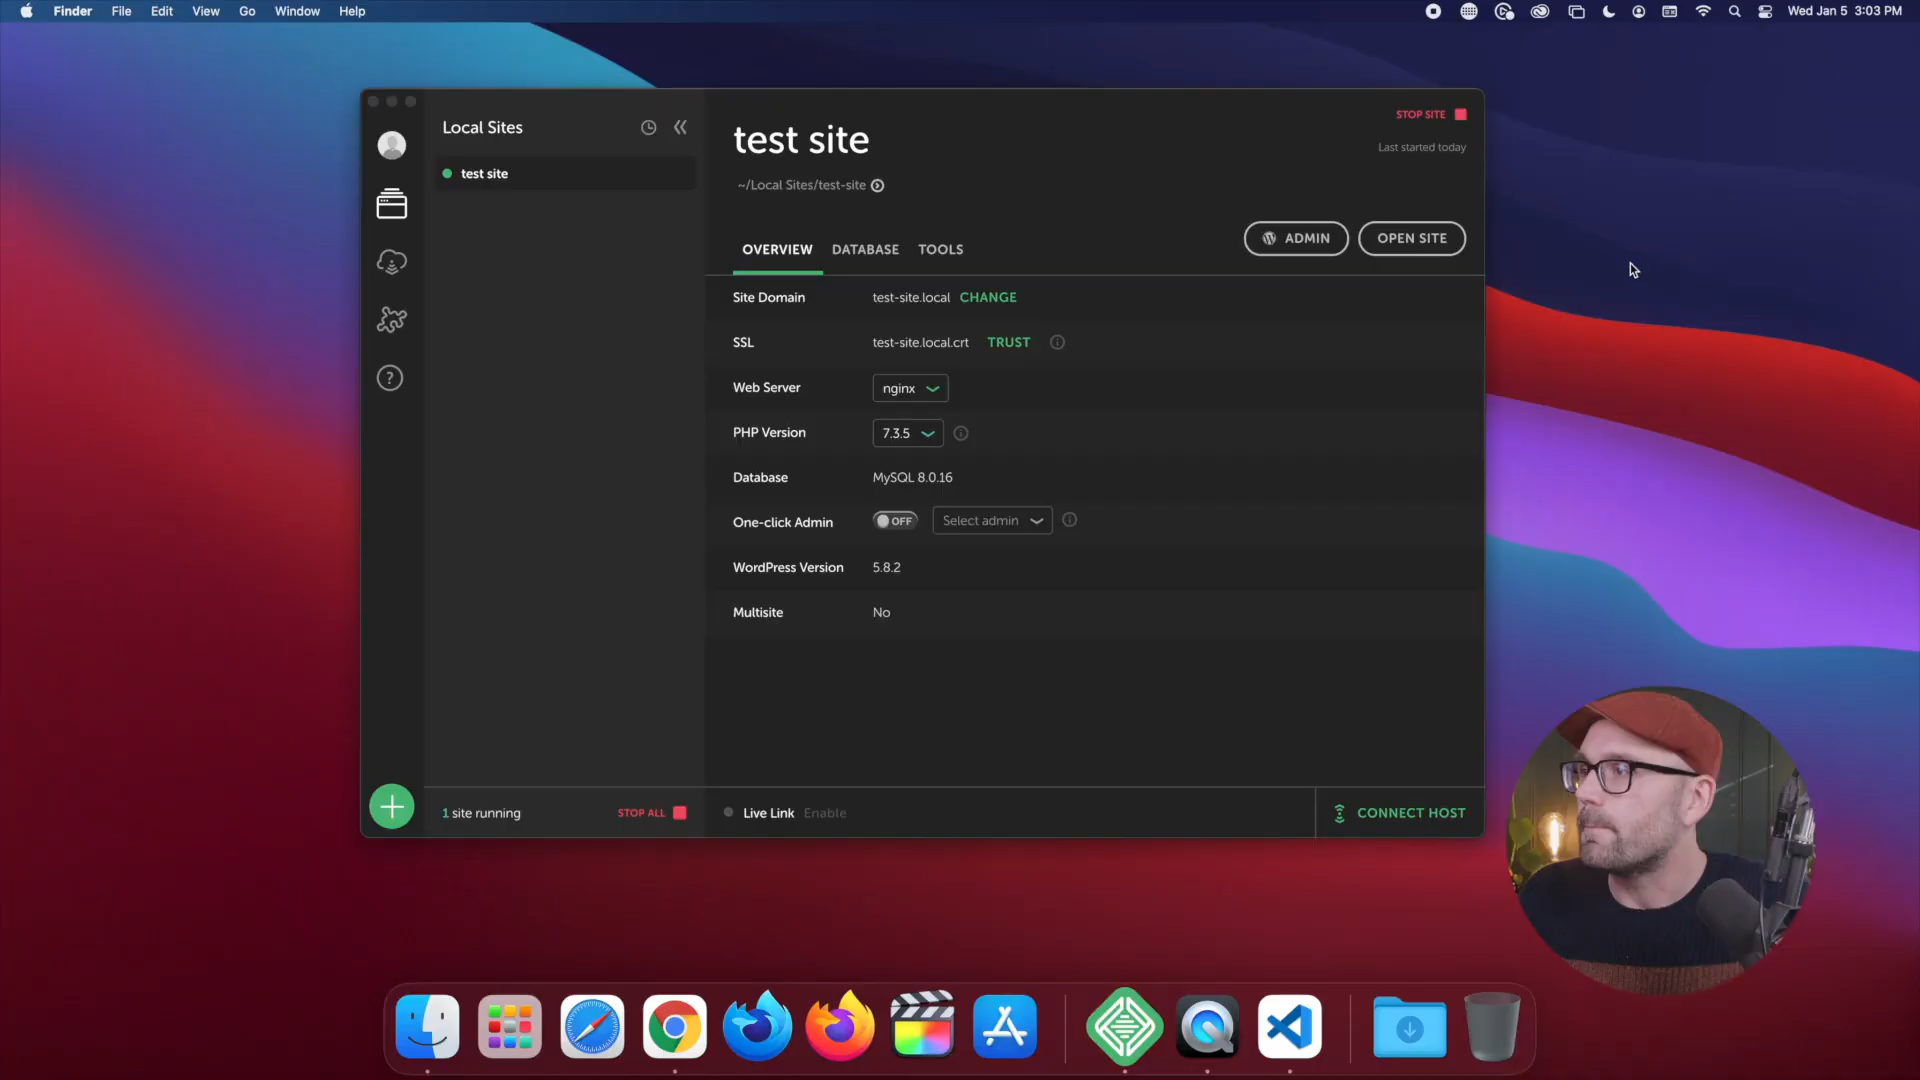 Finder File Edit View Go Window Help
Wed Jan 5 3:03 PM
Local Sites
test site
test site
~/Local Sites/test-site
STOP SITE
Last started today
OVERVIEW DATABASE TOOLS
ADMIN
OPEN SITE
Site Domain test-site.local CHANGE
SSL test-site.local.crt TRUST
Web Server nginx
PHP Version 7.3.5
Database MySQL 8.0.16
One-click Admin OFF Select admin
WordPress Version 5.8.2
Multisite No
1 site running
STOP ALL
Live Link Enable
CONNECT HOST